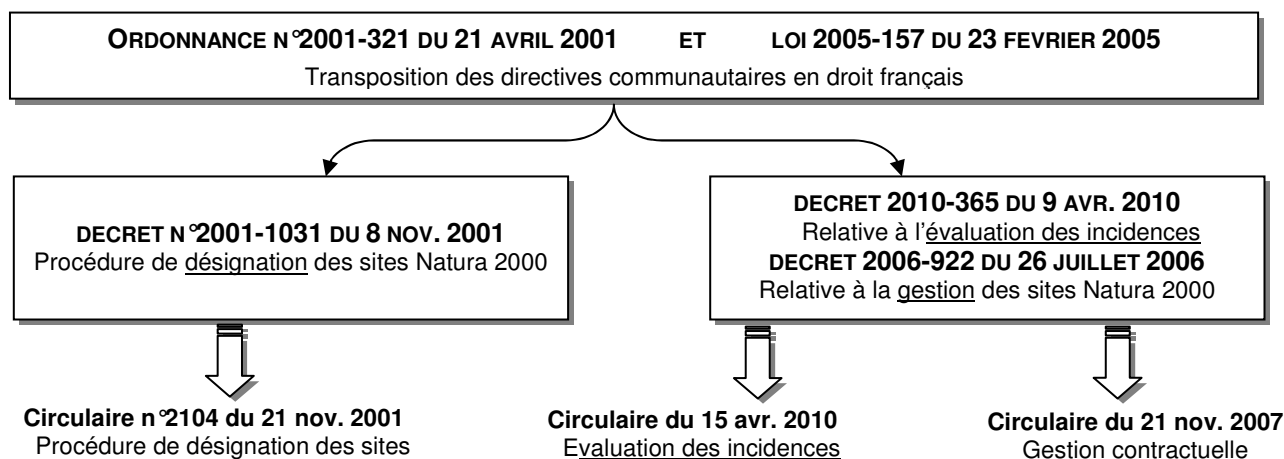 ORDONNANCE N°2001-321 DU 21 AVRIL 2001 ET LOI 2005-157 DU 23 FEVRIER 2005
Transposition des directives communautaires en droit français
DECRET N°2001-1031 DU 8 NOV. 2001
Procédure de désignation des sites Natura 2000
DECRET 2010-365 DU 9 AVR. 2010
Relative à l'évaluation des incidences
DECRET 2006-922 DU 26 JUILLET 2006
Relative à la gestion des sites Natura 2000
Circulaire n°2104 du 21 nov. 2001
Procédure de désignation des sites
Circulaire du 15 avr. 2010
Evaluation des incidences
Circulaire du 21 nov. 2007
Gestion contractuelle